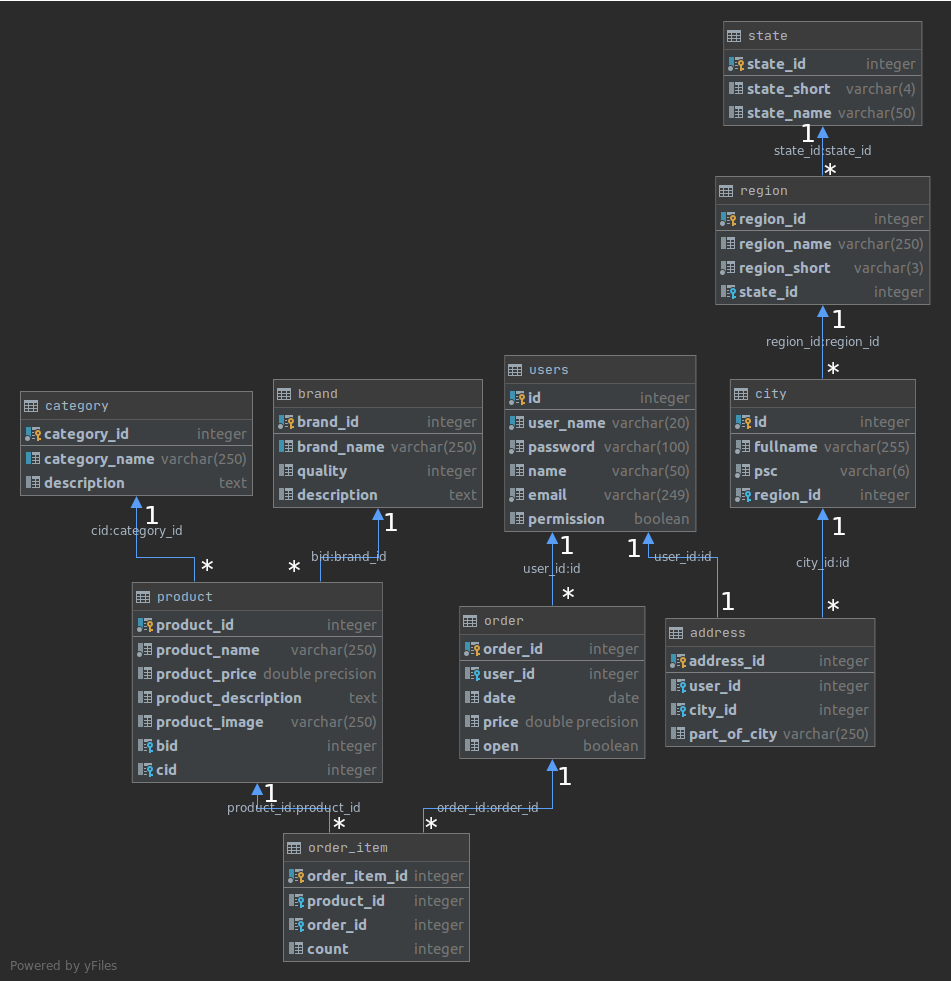 state
state_id integer
state_short varchar(4)
state_name varchar(50)
1
state_id:state_id
*
region
region_id integer
region_name varchar(250)
region_short varchar(3)
state_id integer
1
region_id:region_id
*
city
id integer
fullname varchar(255)
psc varchar(6)
region_id integer
1
city_id:id
*
users
id integer
user_name varchar(20)
password varchar(100)
name varchar(50)
email varchar(249)
permission boolean
1
user_id:id
*
1
user_id:id
1
brand
brand_id integer
brand_name varchar(250)
quality integer
description text
1
bid:brand_id
*
category
category_id integer
category_name varchar(250)
description text
1
cid:category_id
*
product
product_id integer
product_name varchar(250)
product_price double precision
product_description text
product_image varchar(250)
bid integer
cid integer
1
product_id:product_id
*
order
order_id integer
user_id integer
date date
price double precision
open boolean
1
order_id:order_id
*
address
address_id integer
user_id integer
city_id integer
part_of_city varchar(250)
order_item
order_item_id integer
product_id integer
order_id integer
count integer
Powered by yFiles